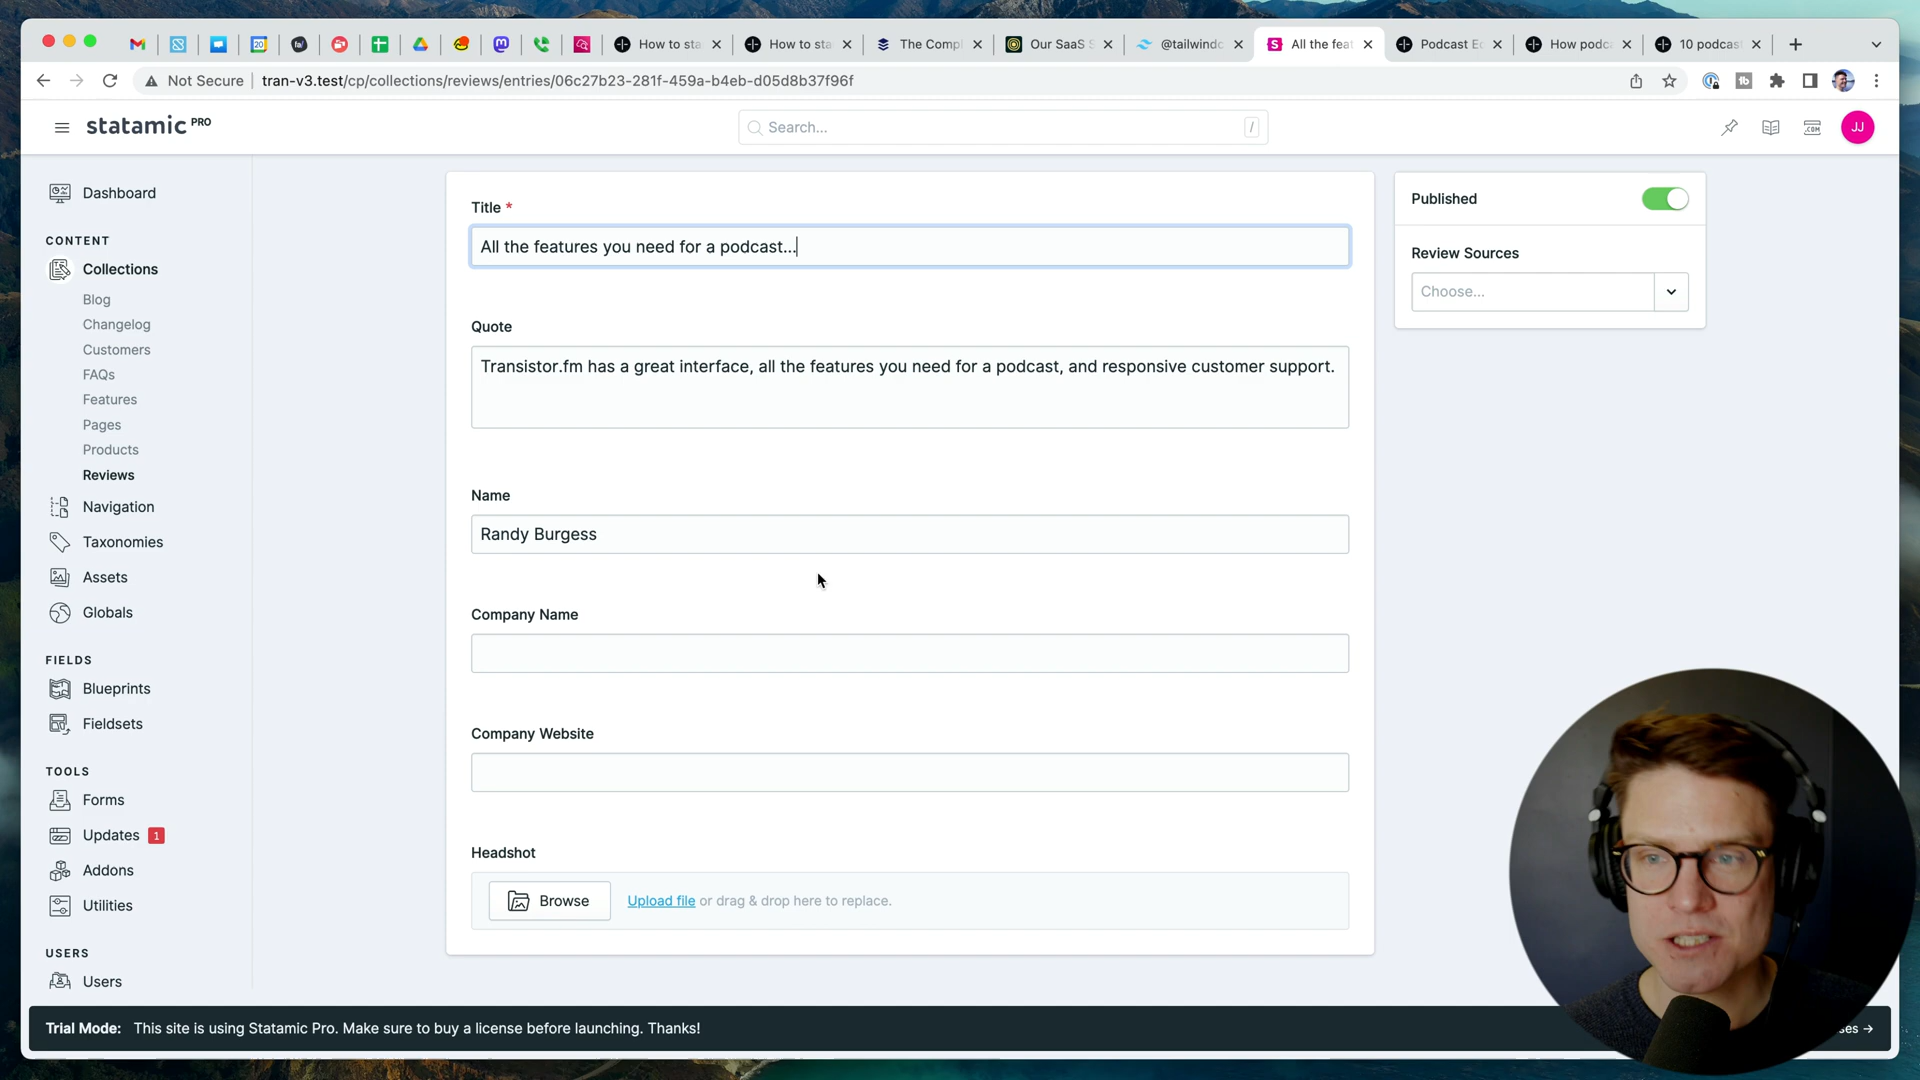 20
How to sta
How to sta
The Compl
Our SaaS S
@tailwindc
All the feat
Podcast Ec
How podca
10 podcast
Not Secure
tran-v3.test/cp/collections/reviews/entries/06c27b23-281f-459a-b4eb-d05d8b37f96f
statamic PRO
Search...
/
.COM
JJ
Dashboard
CONTENT
Collections
Blog
Changelog
Customers
FAQs
Features
Pages
Products
Reviews
Navigation
Taxonomies
Assets
Globals
FIELDS
Blueprints
Fieldsets
TOOLS
Forms
Updates 1
Addons
Utilities
USERS
Users
Title *
All the features you need for a podcast...
Quote
Transistor.fm has a great interface, all the features you need for a podcast, and responsive customer support.
Name
Randy Burgess
Company Name
Company Website
Headshot
Browse
Upload file or drag & drop here to replace.
Published
Review Sources
Choose...
Trial Mode: This site is using Statamic Pro. Make sure to buy a license before launching. Thanks!
ses →